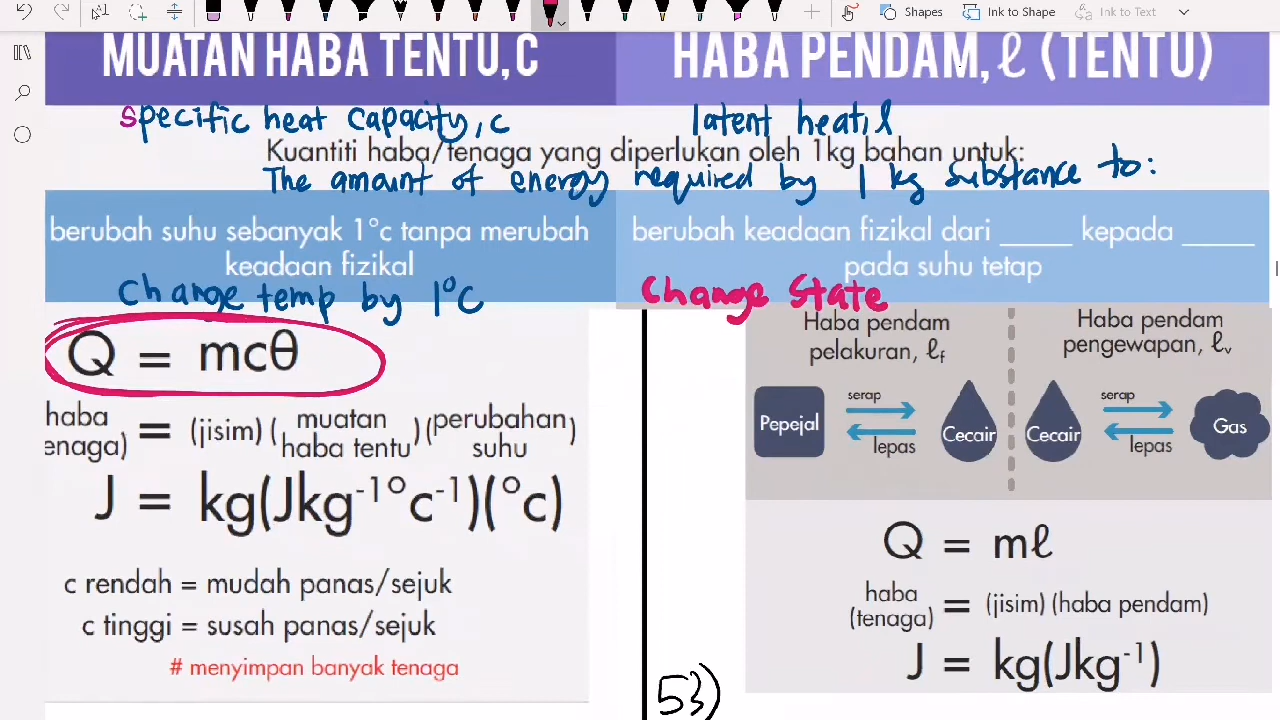 Shapes
Ink to Shape
Ink to Text
MUATAN HABA TENTU, C
HABA PENDAM, ℓ (TENTU)
specific heat capacity, c
latent heat, l
Kuantiti haba/tenaga yang diperlukan oleh 1kg bahan untuk:
The amount of energy required by 1 kg substance to:
berubah suhu sebanyak 1°c tanpa merubah
keadaan fizikal
Change temp by 1°C
berubah keadaan fizikal dari _____ kepada _____
pada suhu tetap
Change State
Q = mcθ
haba
enaga) = (jisim) (muatan haba tentu) (perubahan suhu)
J = kg(Jkg⁻¹°c⁻¹)(°c)
c rendah = mudah panas/sejuk
c tinggi = susah panas/sejuk
# menyimpan banyak tenaga
Haba pendam
pelakuran, ℓf
Haba pendam
pengewapan, ℓv
Pepejal
serap
lepas
Cecair
Cecair
serap
lepas
Gas
Q = mℓ
haba
(tenaga) = (jisim) (haba pendam)
J = kg(Jkg⁻¹)
53)